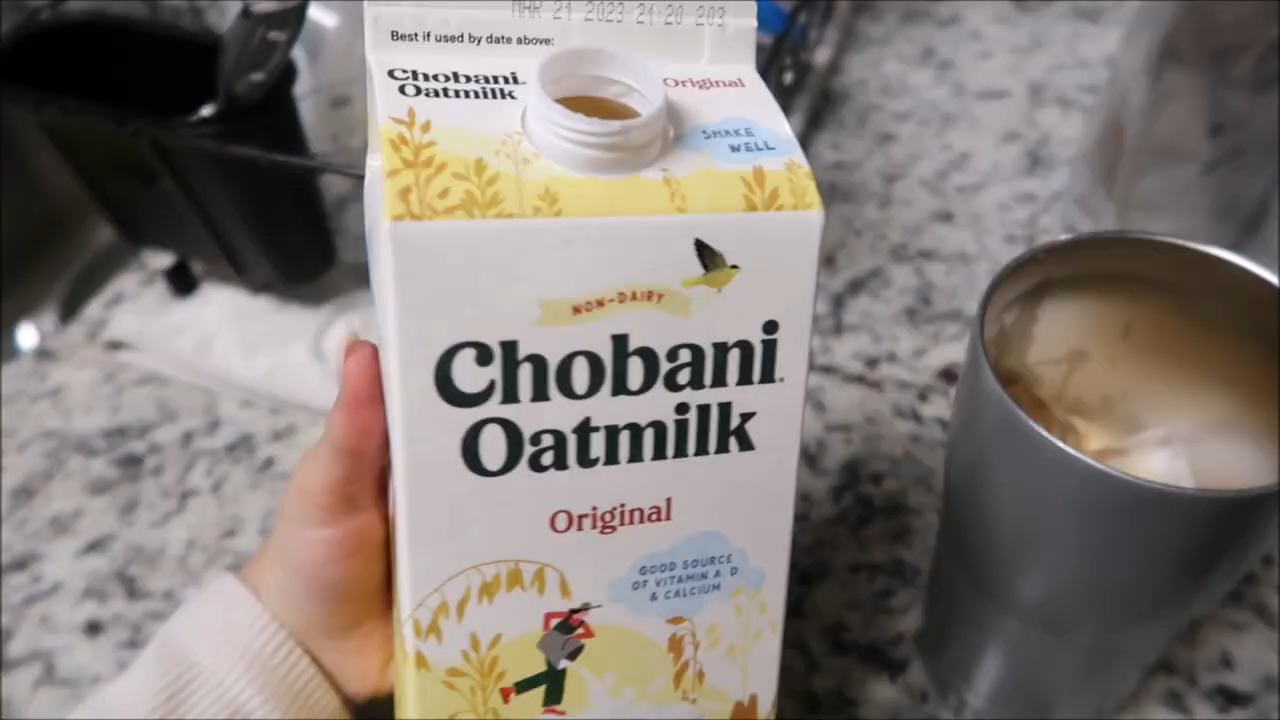 MAR 21 2023 21:20 203
Best if used by date above:
Chobani.
Oatmilk
Original
SHAKE
WELL
NON-DAIRY
Chobani.
Oatmilk
Original
GOOD SOURCE
OF VITAMIN A, D
& CALCIUM